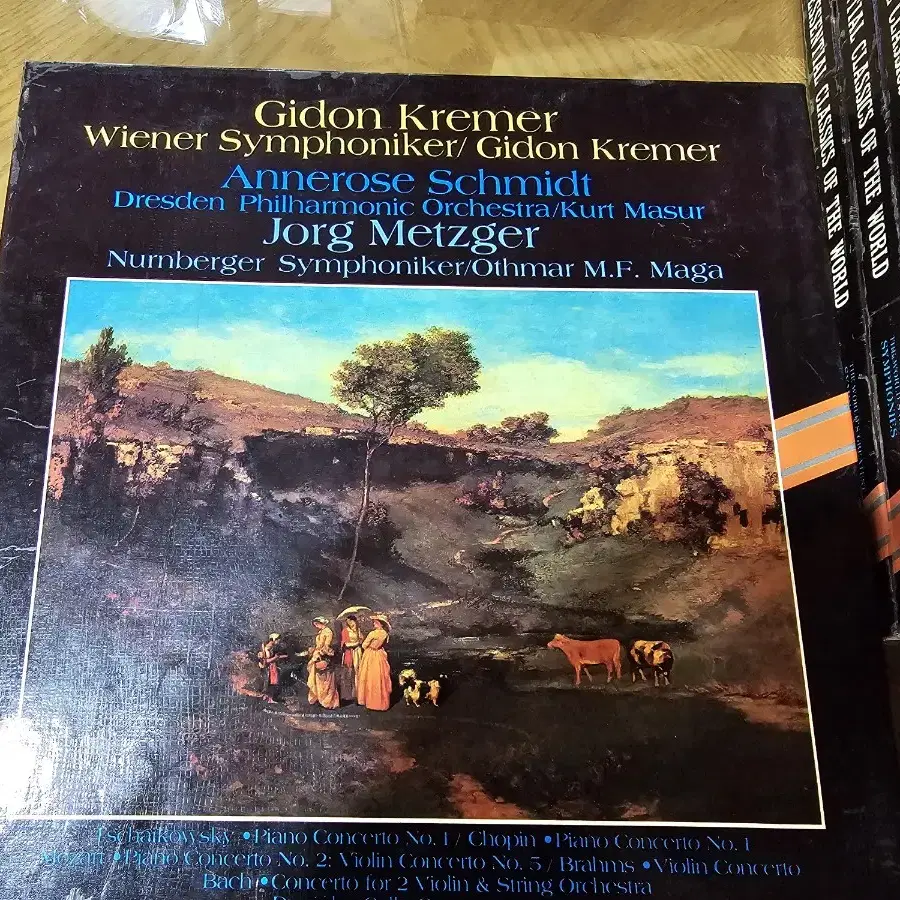 Gidon Kremer
Wiener Symphoniker/ Gidon Kremer
Annerose Schmidt
Dresden Philharmonic Orchestra/Kurt Masur
Jorg Metzger
Nurnberger Symphoniker/Othmar M.F. Maga
Tschaikowsky •Piano Concerto No. 1 / Chopin •Piano Concerto No. 1
Mozart •Piano Concerto No. 2: Violin Concerto No. 5 / Brahms •Violin Concerto
Bach •Concerto for 2 Violin & String Orchestra
ESSENTIAL CLASSICS OF THE WORLD
CLASSICS OF THE WORLD
SYMPHONIES